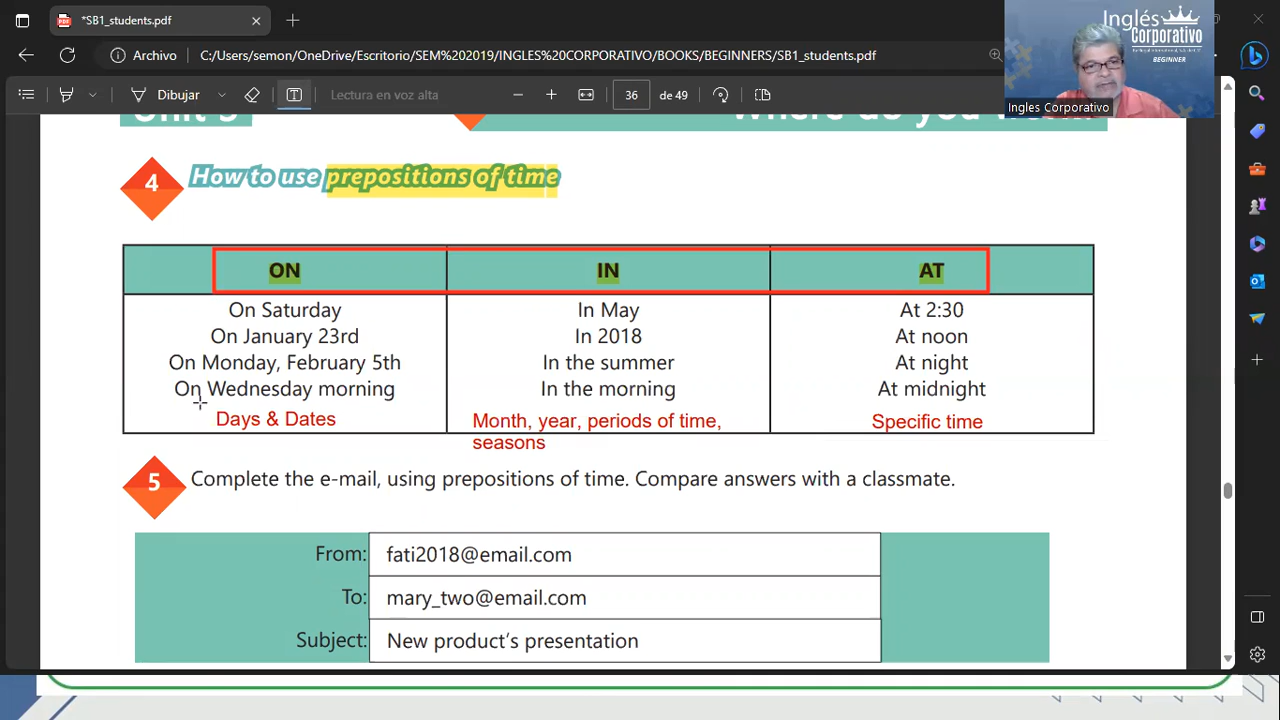 *SB1_students.pdf
Archivo C:/Users/semon/OneDrive/Escritorio/SEM%202019/INGLES%20CORPORATIVO/BOOKS/BEGINNERS/SB1_students.pdf
Inglés
Corporativo
BEGINNER
Ingles Corporativo
Dibujar Lectura en voz alta 36 de 49
4 How to use prepositions of time
ON IN AT
On Saturday In May At 2:30
On January 23rd In 2018 At noon
On Monday, February 5th In the summer At night
On Wednesday morning In the morning At midnight
Days & Dates Month, year, periods of time, Specific time
seasons
5 Complete the e-mail, using prepositions of time. Compare answers with a classmate.
From: fati2018@email.com
To: mary_two@email.com
Subject: New product’s presentation